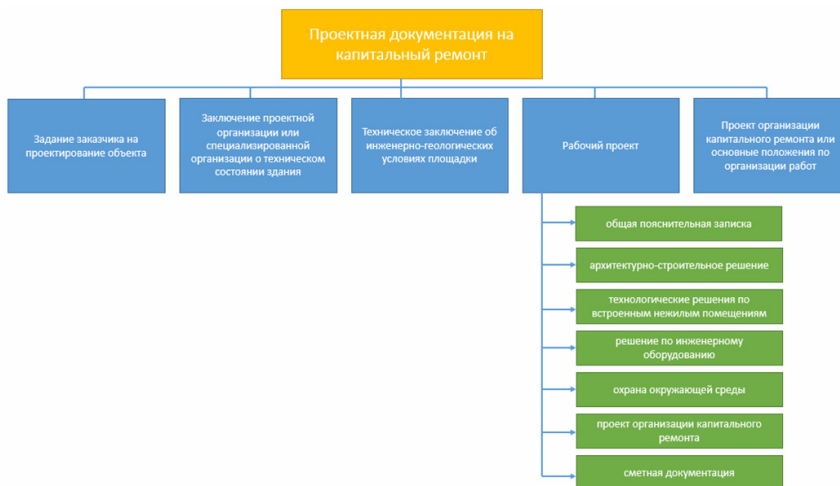 Проектная документация на
капитальный ремонт
Задание заказчика на
проектирование объекта
Заключение проектной
организации или
специализированной
организации о техническом
состоянии здания
Техническое заключение об
инженерно-геологических
условиях площадки
Рабочий проект
Проект организации
капитального ремонта или
основные положения по
организации работ
общая пояснительная записка
архитектурно-строительное решение
технологические решения по
встроенным нежилым помещениям
решение по инженерному
оборудованию
охрана окружающей среды
проект организации капитального
ремонта
сметная документация